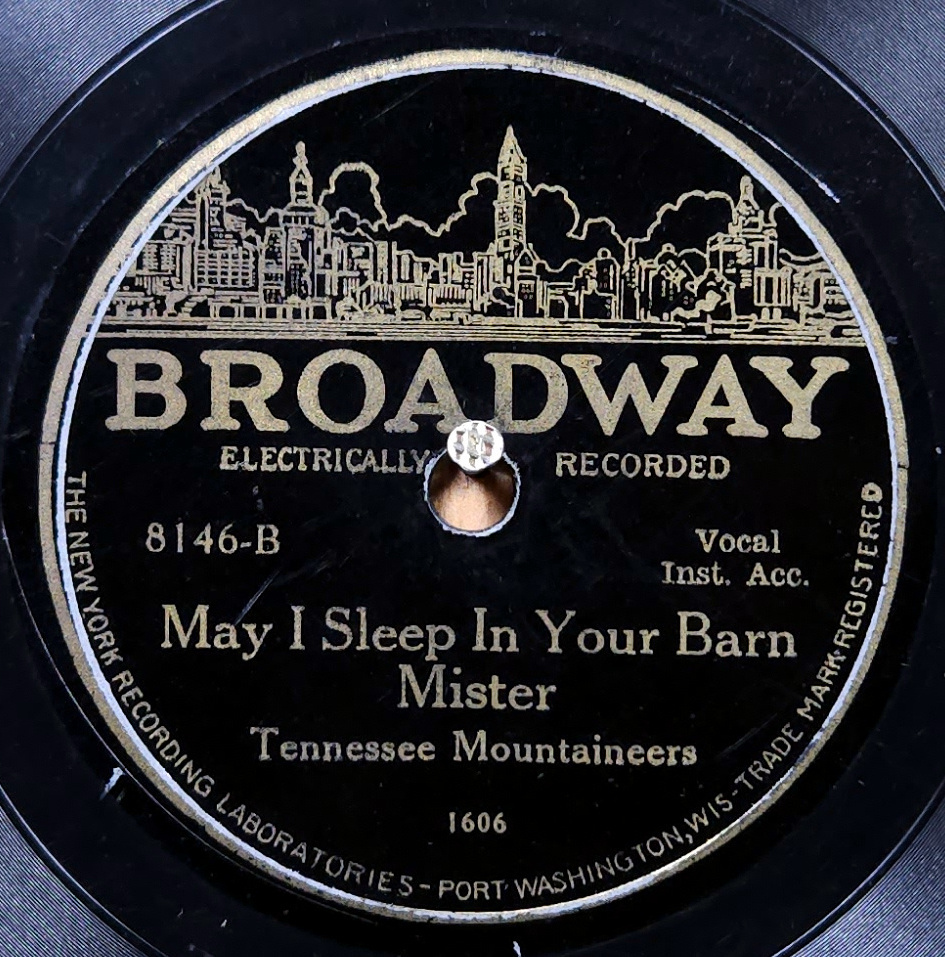 BROADWAY
ELECTRICALLY RECORDED
8146-B
Vocal
Inst. Acc.
May I Sleep In Your Barn
Mister
Tennessee Mountaineers
1606
THE NEW YORK RECORDING LABORATORIES - PORT WASHINGTON, WIS - TRADE MARK REGISTERED